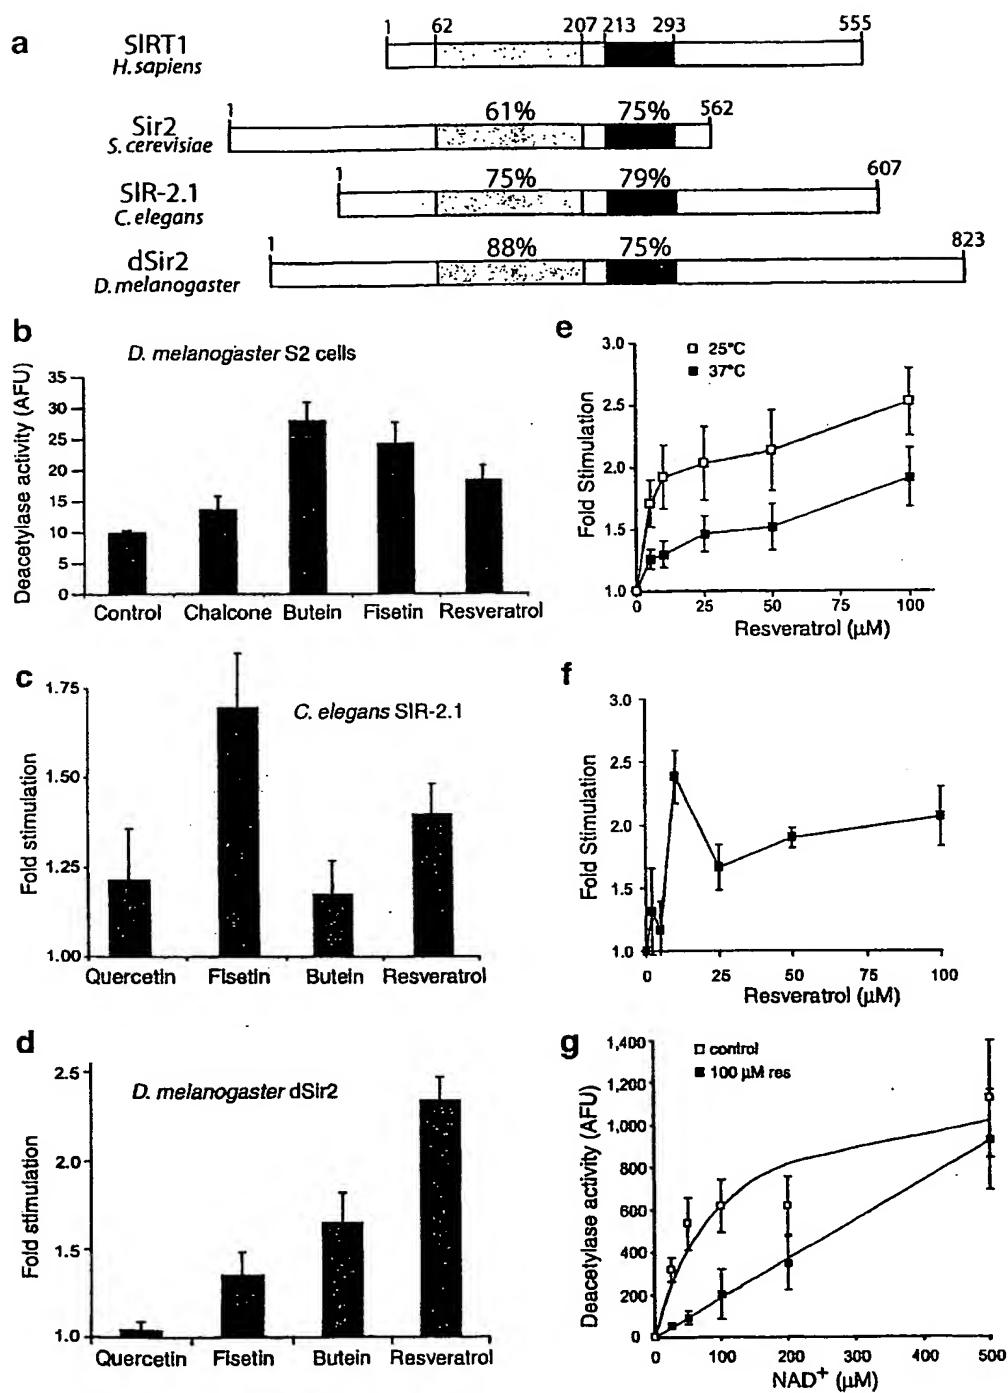 a
SIRT1
H. sapiens
1 62 207 213 293 555
Sir2
S. cerevisiae
1 61% 75% 562
SIR-2.1
C. elegans
1 75% 79% 607
dSir2
D. melanogaster
1 88% 75% 823
b
D. melanogaster S2 cells
Deacetylase activity (AFU)
35
30
25
20
15
10
5
0
Control Chalcone Butein Fisetin Resveratrol
e
25°C
37°C
Fold Stimulation
3.0
2.5
2.0
1.5
1.0
0 25 50 75 100
Resveratrol (µM)
c
C. elegans SIR-2.1
Fold stimulation
1.75
1.50
1.25
1.00
Quercetin Fisetin Butein Resveratrol
f
Fold Stimulation
3.0
2.5
2.0
1.5
1.0
0 25 50 75 100
Resveratrol (µM)
d
D. melanogaster dSir2
Fold stimulation
2.5
2.0
1.5
1.0
Quercetin Fisetin Butein Resveratrol
g
control
100 µM res
Deacetylase activity (AFU)
1,400
1,200
1,000
800
600
400
200
0
0 100 200 300 400 500
NAD+ (µM)